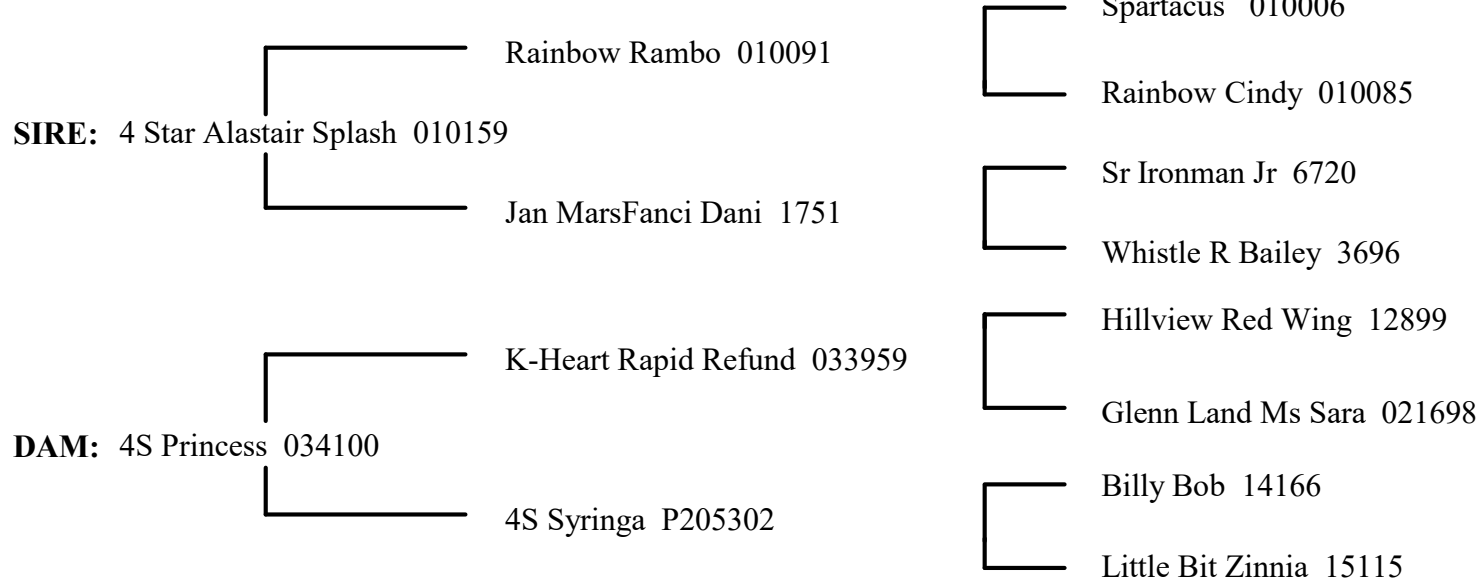 Spartacus 010006
Rainbow Rambo 010091
Rainbow Cindy 010085
SIRE: 4 Star Alastair Splash 010159
Sr Ironman Jr 6720
Jan MarsFanci Dani 1751
Whistle R Bailey 3696
Hillview Red Wing 12899
K-Heart Rapid Refund 033959
Glenn Land Ms Sara 021698
DAM: 4S Princess 034100
Billy Bob 14166
4S Syringa P205302
Little Bit Zinnia 15115